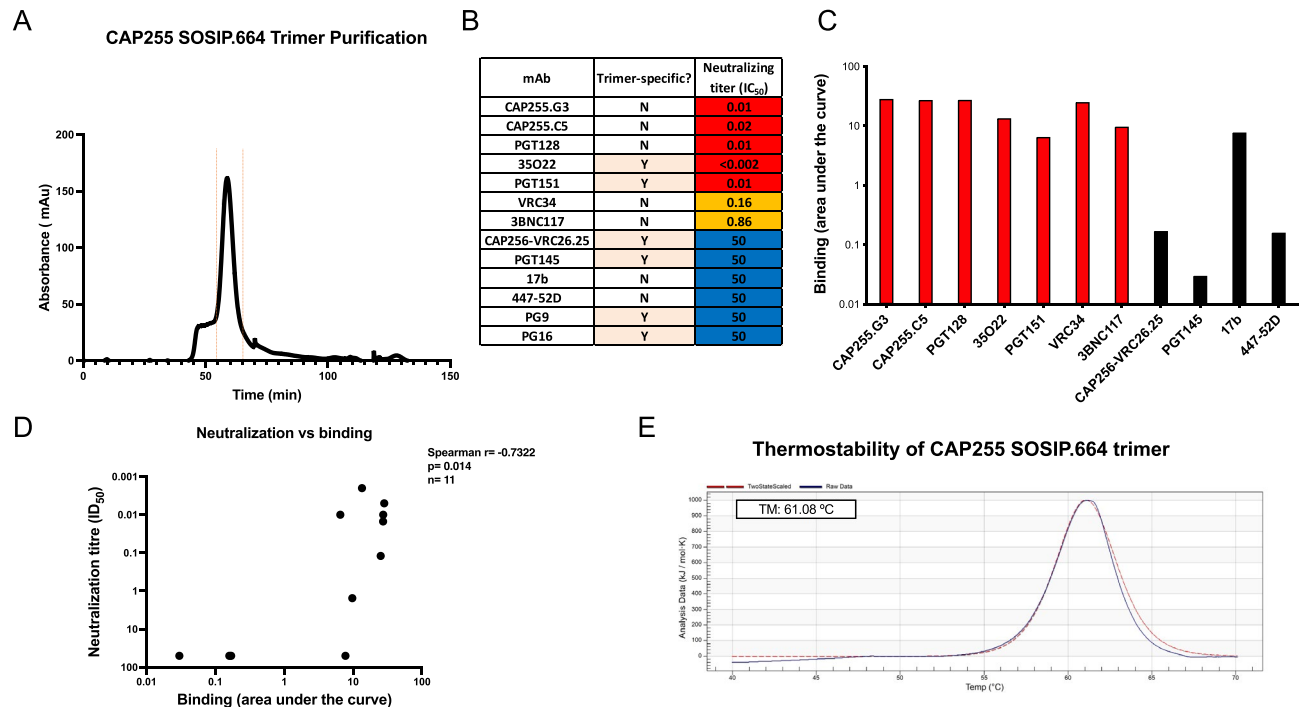 A
CAP255 SOSIP.664 Trimer Purification
Absorbance ( mAu)
200
150
100
50
0
0 50 100 150
Time (min)
B
mAb Trimer-specific? Neutralizing titer (IC50)
CAP255.G3 N 0.01
CAP255.C5 N 0.02
PGT128 N 0.01
35O22 Y <0.002
PGT151 Y 0.01
VRC34 N 0.16
3BNC117 N 0.86
CAP256-VRC26.25 Y 50
PGT145 Y 50
17b N 50
447-52D N 50
PG9 Y 50
PG16 Y 50
C
Binding (area under the curve)
100
10
1
0.1
0.01
CAP255.G3
CAP255.C5
PGT128
35O22
PGT151
VRC34
3BNC117
CAP256-VRC26.25
PGT145
17b
447-52D
D
Neutralization vs binding
Spearman r= -0.7322
p= 0.014
n= 11
Neutralization titre (ID50)
0.001
0.01
0.1
1
10
100
0.01 0.1 1 10 100
Binding (area under the curve)
E
Thermostability of CAP255 SOSIP.664 trimer
TwoStateScaled Raw Data
TM: 61.08 ºC
Analysis Data (kJ / mol·K)
1000
900
800
700
600
500
400
300
200
100
0
40 45 50 55 60 65 70
Temp (°C)